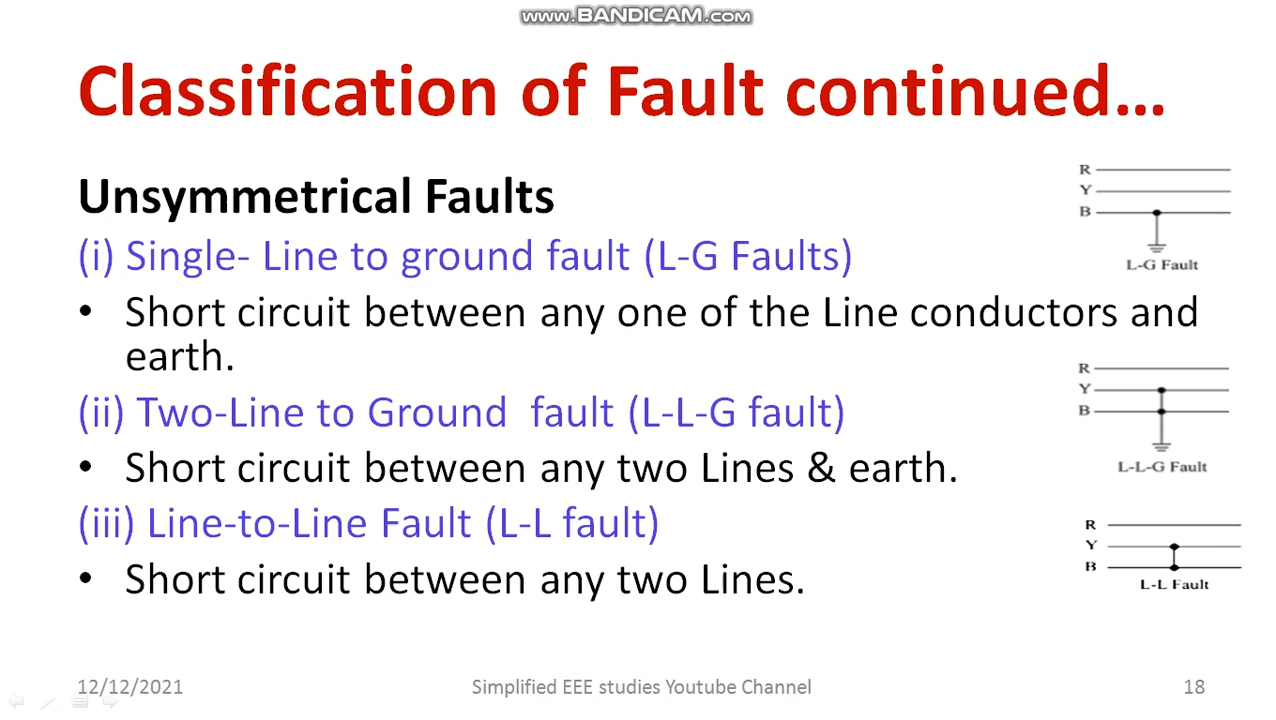 www.BANDICAM.com
Classification of Fault continued...
Unsymmetrical Faults
(i) Single- Line to ground fault (L-G Faults)
• Short circuit between any one of the Line conductors and
earth.
(ii) Two-Line to Ground  fault (L-L-G fault)
• Short circuit between any two Lines & earth.
(iii) Line-to-Line Fault (L-L fault)
• Short circuit between any two Lines.
R
Y
B
L-G Fault
R
Y
B
L-L-G Fault
R
Y
B
L-L Fault
12/12/2021
Simplified EEE studies Youtube Channel
18